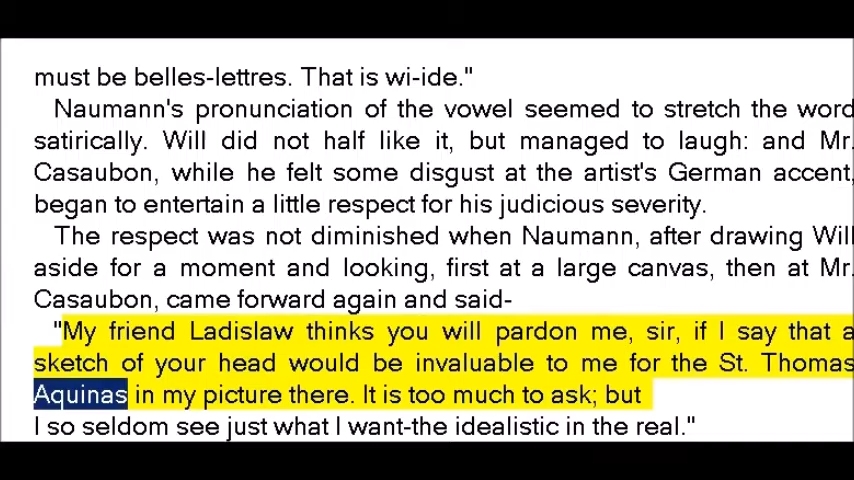 must be belles-lettres. That is wi-ide."
Naumann's pronunciation of the vowel seemed to stretch the word
satirically. Will did not half like it, but managed to laugh: and Mr.
Casaubon, while he felt some disgust at the artist's German accent,
began to entertain a little respect for his judicious severity.
The respect was not diminished when Naumann, after drawing Will
aside for a moment and looking, first at a large canvas, then at Mr.
Casaubon, came forward again and said-
"My friend Ladislaw thinks you will pardon me, sir, if I say that a
sketch of your head would be invaluable to me for the St. Thomas
Aquinas in my picture there. It is too much to ask; but
I so seldom see just what I want-the idealistic in the real."